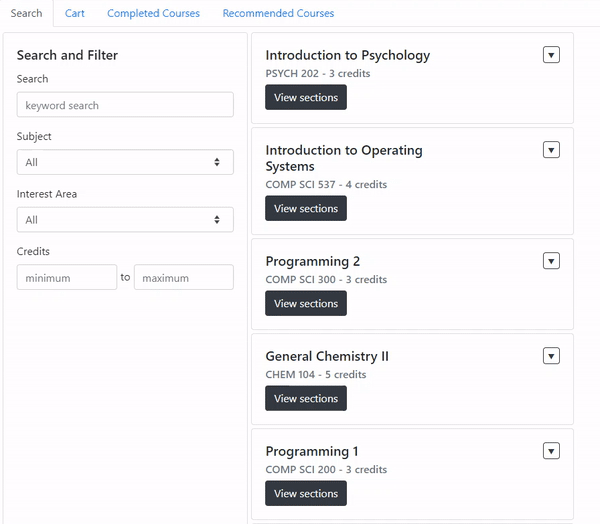 Search Cart Completed Courses Recommended Courses
Search and Filter
Search
keyword search
Subject
All
Interest Area
All
Credits
minimum to maximum
Introduction to Psychology
PSYCH 202 - 3 credits
View sections
Introduction to Operating
Systems
COMP SCI 537 - 4 credits
View sections
Programming 2
COMP SCI 300 - 3 credits
View sections
General Chemistry II
CHEM 104 - 5 credits
View sections
Programming 1
COMP SCI 200 - 3 credits
View sections